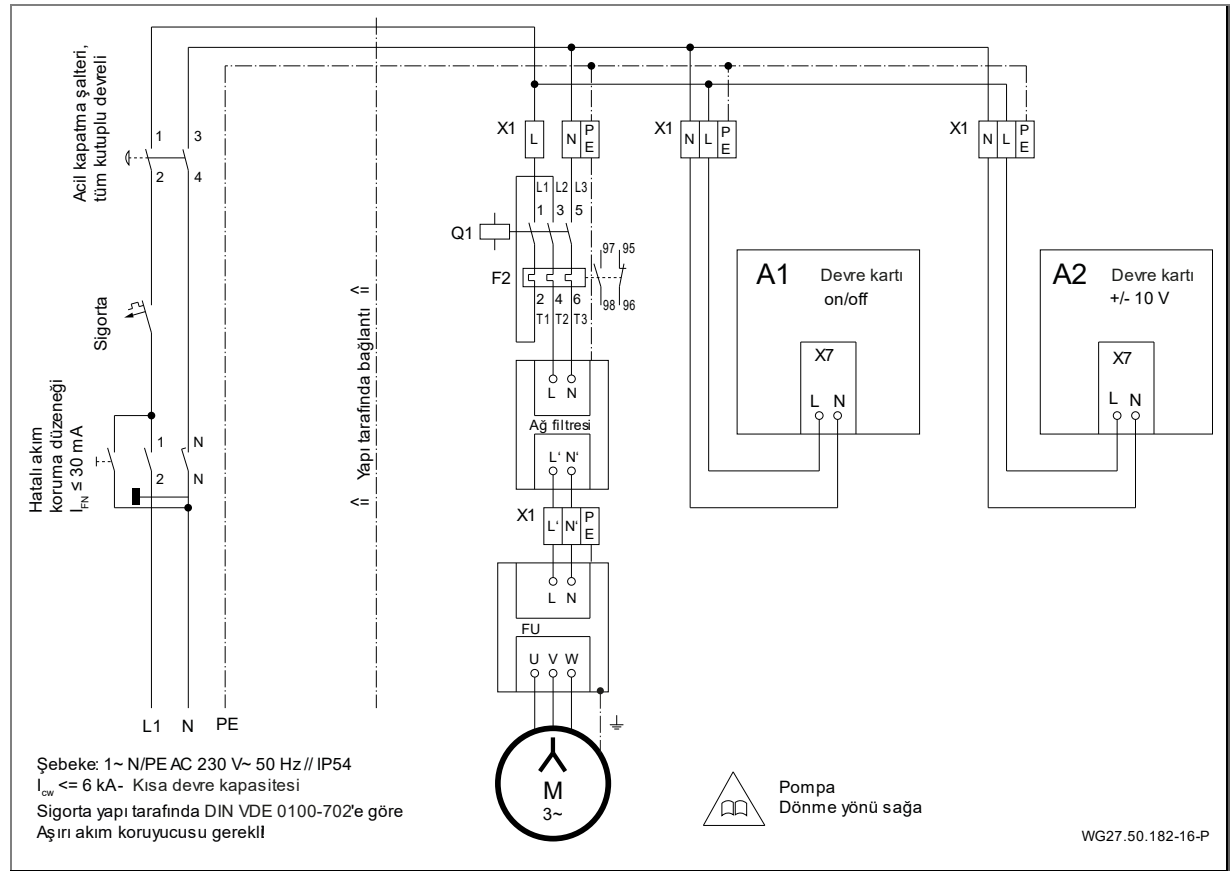 Acil kapatma şalteri,
tüm kutuplu devreli
1 3
2 4
Sigorta
Hatalı akım
koruma düzeneği
I_FN ≤ 30 mA
1 N
2 N
L1 N PE
<= Yapı tarafında bağlantı <=
X1 L N PE
L1 L2 L3
1 3 5
Q1
97 95
F2
98 96
2 4 6
T1 T2 T3
L N
Ağ filtresi
L‘ N‘
X1 L‘ N‘ PE
L N
FU
U V W
M
3~
X1 N L PE
A1 Devre kartı
on/off
X7
L N
X1 N L PE
A2 Devre kartı
+/- 10 V
X7
L N
Şebeke: 1~ N/PE AC 230 V~ 50 Hz // IP54
I_cw <= 6 kA- Kısa devre kapasitesi
Sigorta yapı tarafında DIN VDE 0100-702'e göre
Aşırı akım koruyucusu gerekli!
Pompa
Dönme yönü sağa
WG27.50.182-16-P